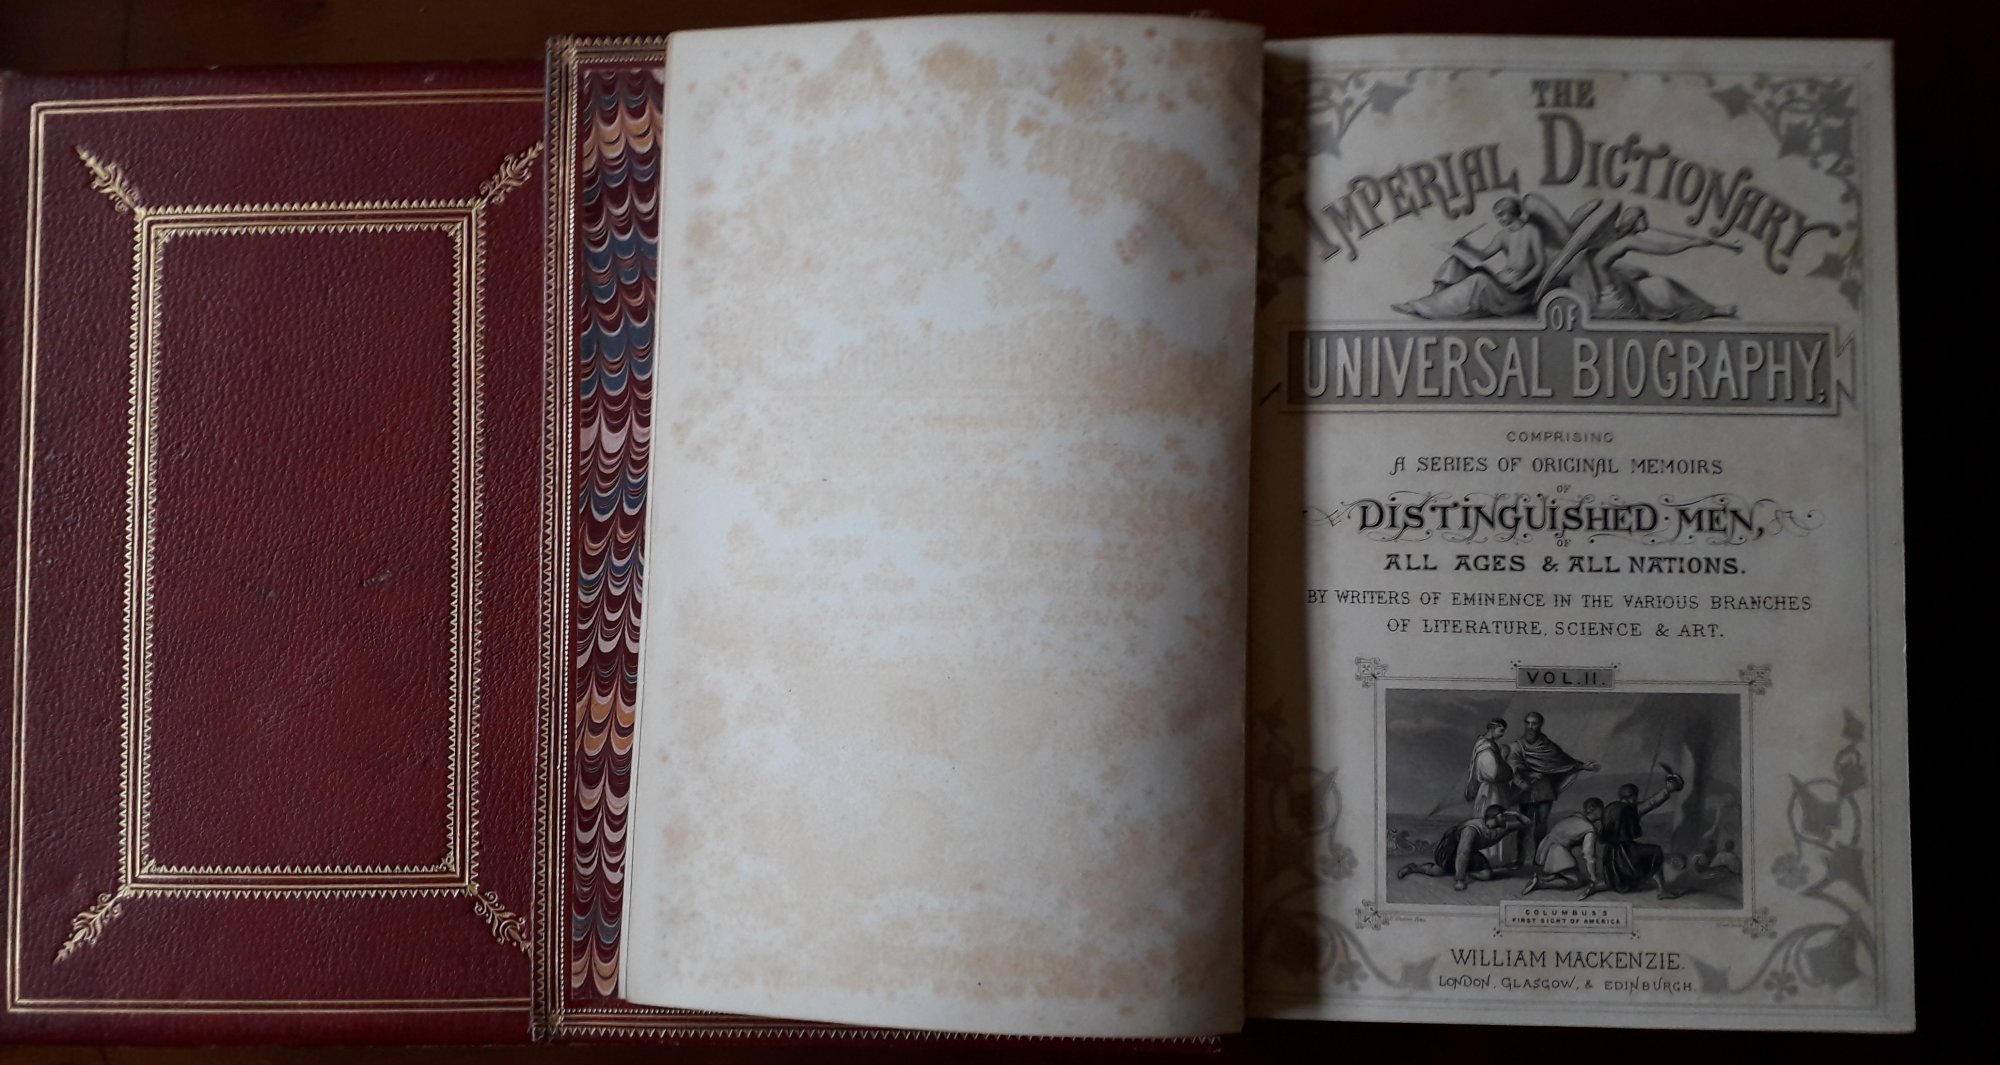 THE
IMPERIAL DICTIONARY
OF
UNIVERSAL BIOGRAPHY,
COMPRISING
A SERIES OF ORIGINAL MEMOIRS
OF
DISTINGUISHED MEN,
OF
ALL AGES & ALL NATIONS.
BY WRITERS OF EMINENCE IN THE VARIOUS BRANCHES
OF LITERATURE, SCIENCE & ART.
VOL. II.
COLUMBUS'S
FIRST SIGHT OF AMERICA
WILLIAM MACKENZIE.
LONDON, GLASGOW, & EDINBURGH.